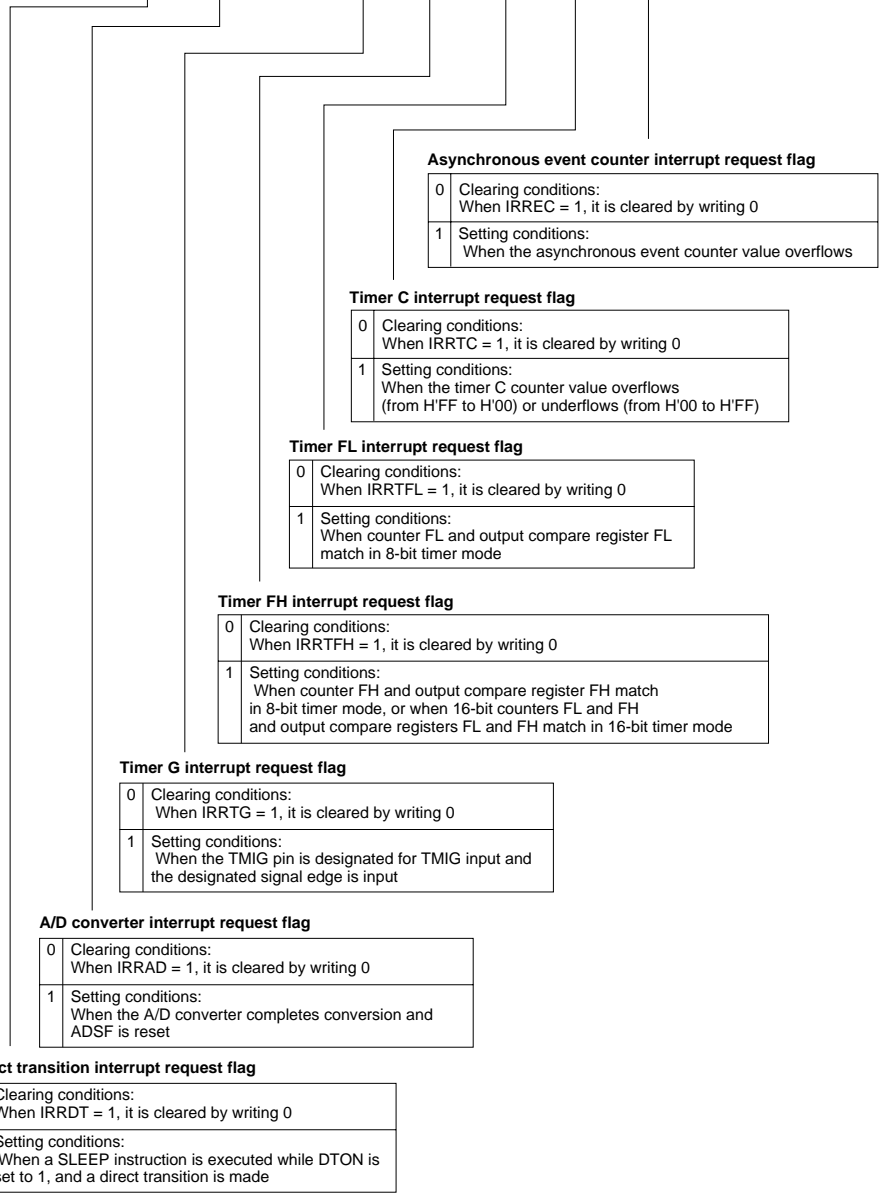 Asynchronous event counter interrupt request flag
0 Clearing conditions:
When IRREC = 1, it is cleared by writing 0
1 Setting conditions:
When the asynchronous event counter value overflows
Timer C interrupt request flag
0 Clearing conditions:
When IRRTC = 1, it is cleared by writing 0
1 Setting conditions:
When the timer C counter value overflows
(from H'FF to H'00) or underflows (from H'00 to H'FF)
Timer FL interrupt request flag
0 Clearing conditions:
When IRRTFL = 1, it is cleared by writing 0
1 Setting conditions:
When counter FL and output compare register FL
match in 8-bit timer mode
Timer FH interrupt request flag
0 Clearing conditions:
When IRRTFH = 1, it is cleared by writing 0
1 Setting conditions:
When counter FH and output compare register FH match
in 8-bit timer mode, or when 16-bit counters FL and FH
and output compare registers FL and FH match in 16-bit timer mode
Timer G interrupt request flag
0 Clearing conditions:
When IRRTG = 1, it is cleared by writing 0
1 Setting conditions:
When the TMIG pin is designated for TMIG input and
the designated signal edge is input
A/D converter interrupt request flag
0 Clearing conditions:
When IRRAD = 1, it is cleared by writing 0
1 Setting conditions:
When the A/D converter completes conversion and
ADSF is reset
ct transition interrupt request flag
Clearing conditions:
When IRRDT = 1, it is cleared by writing 0
Setting conditions:
When a SLEEP instruction is executed while DTON is
set to 1, and a direct transition is made